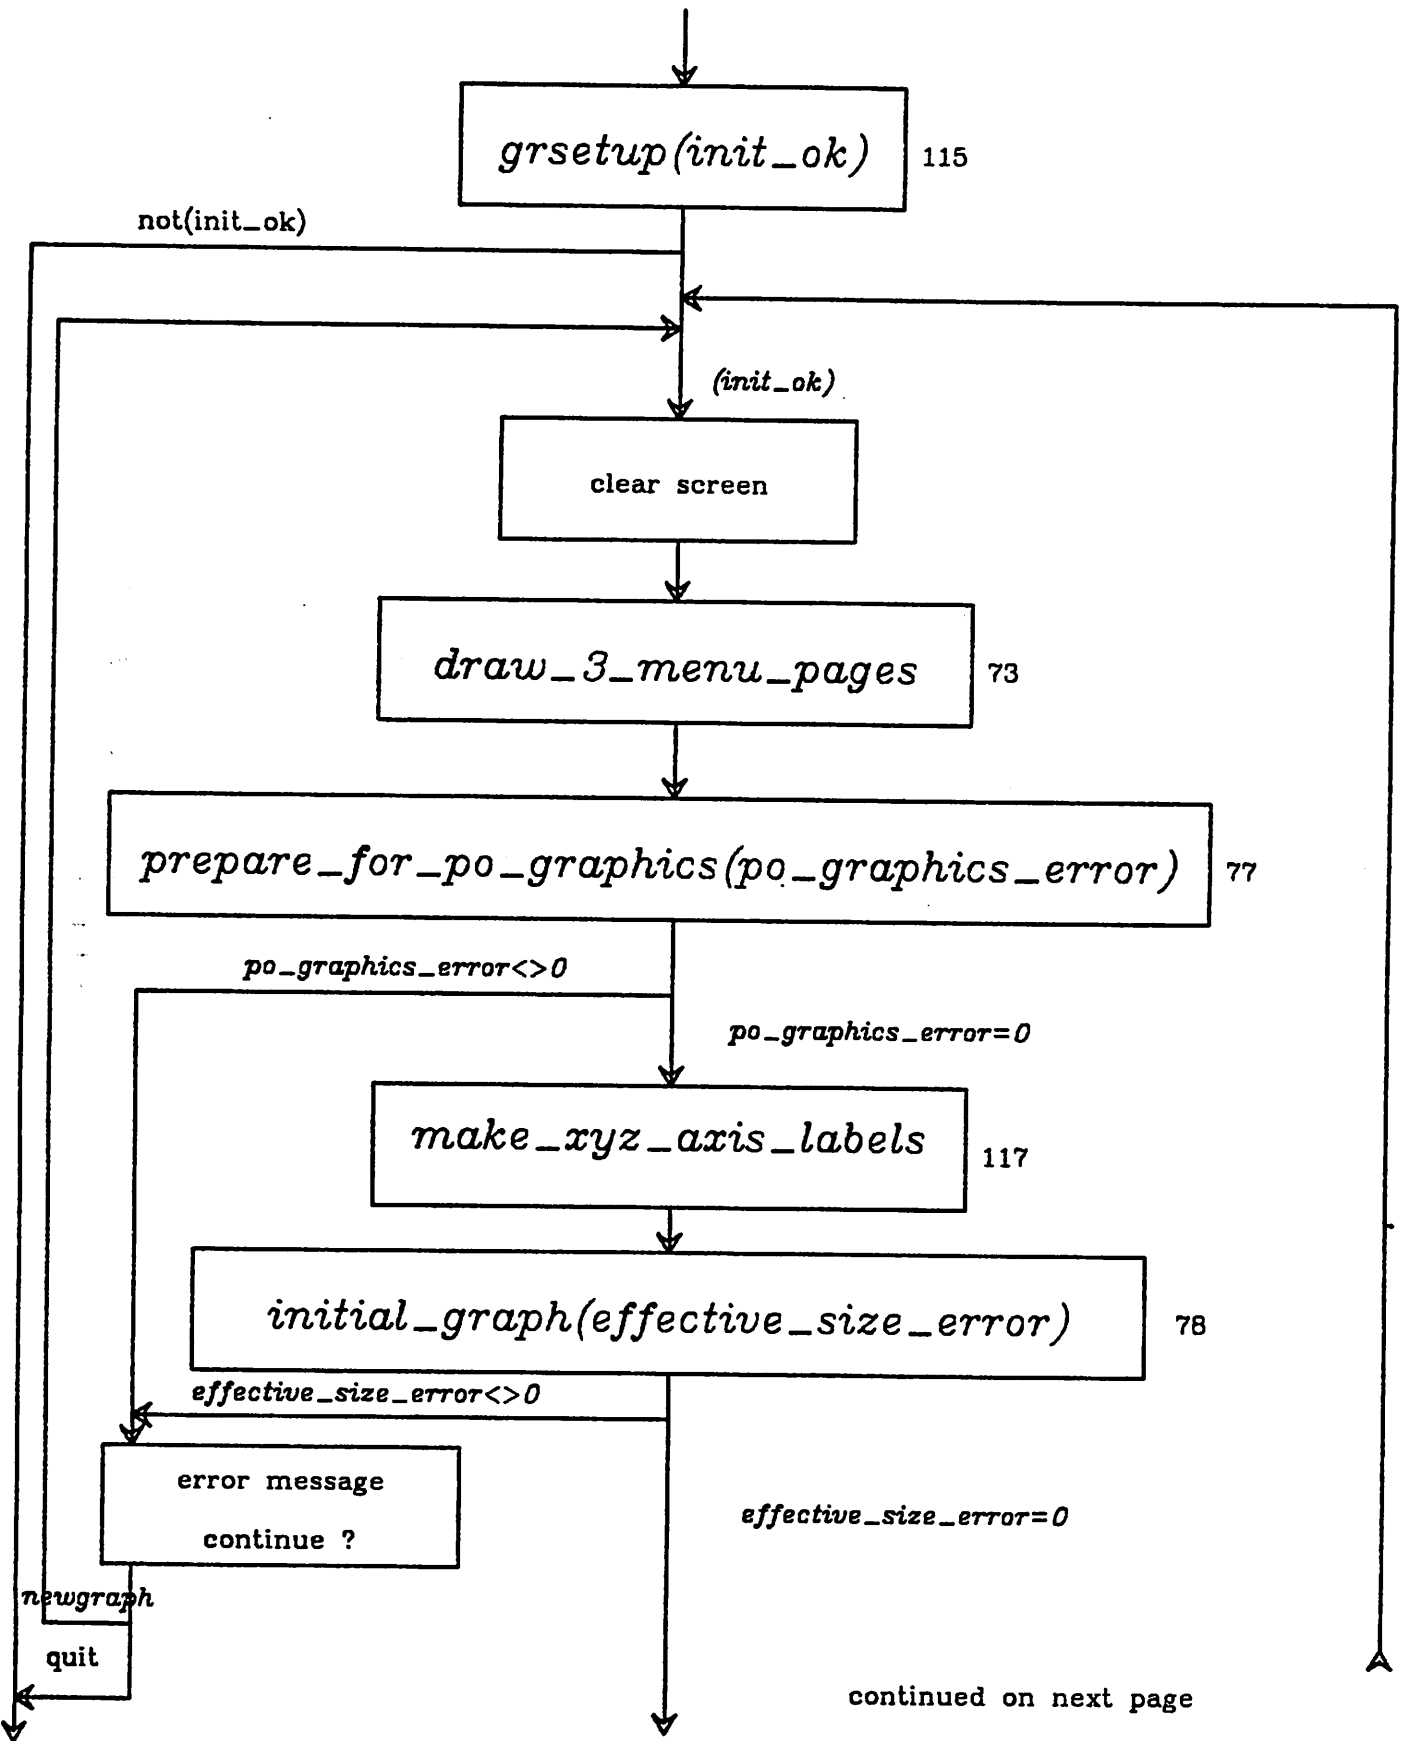 grsetup(init_ok) 115
not(init_ok)
(init_ok)
clear screen
draw_3_menu_pages 73
prepare_for_po_graphics(po_graphics_error) 77
po_graphics_error<>0
po_graphics_error=0
make_xyz_axis_labels 117
initial_graph(effective_size_error) 78
effective_size_error<>0
error message
continue ?
effective_size_error=0
newgraph
quit
continued on next page